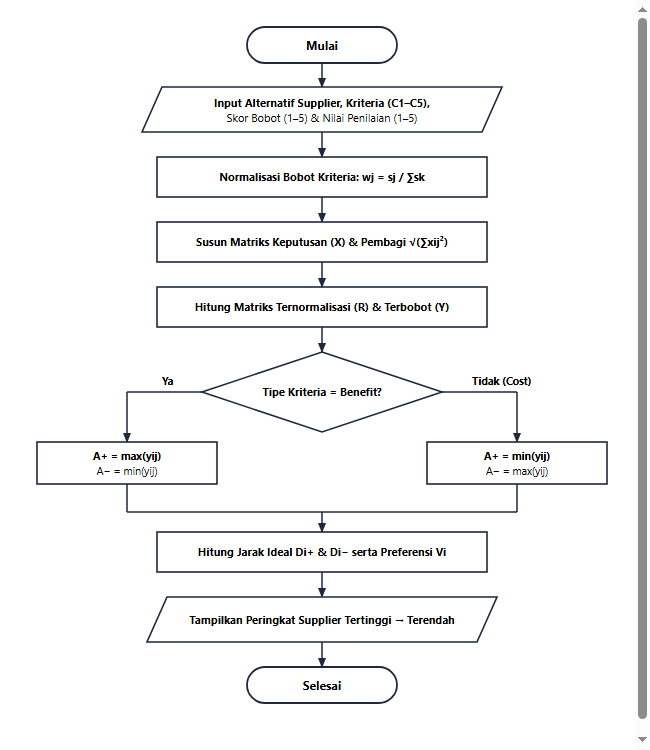 Mulai
Input Alternatif Supplier, Kriteria (C1–C5),
Skor Bobot (1–5) & Nilai Penilaian (1–5)
Normalisasi Bobot Kriteria: wj = sj / ∑sk
Susun Matriks Keputusan (X) & Pembagi √(∑xij²)
Hitung Matriks Ternormalisasi (R) & Terbobot (Y)
Tipe Kriteria = Benefit?
Ya
Tidak (Cost)
A+ = max(yij)
A− = min(yij)
A+ = min(yij)
A− = max(yij)
Hitung Jarak Ideal Di+ & Di− serta Preferensi Vi
Tampilkan Peringkat Supplier Tertinggi → Terendah
Selesai